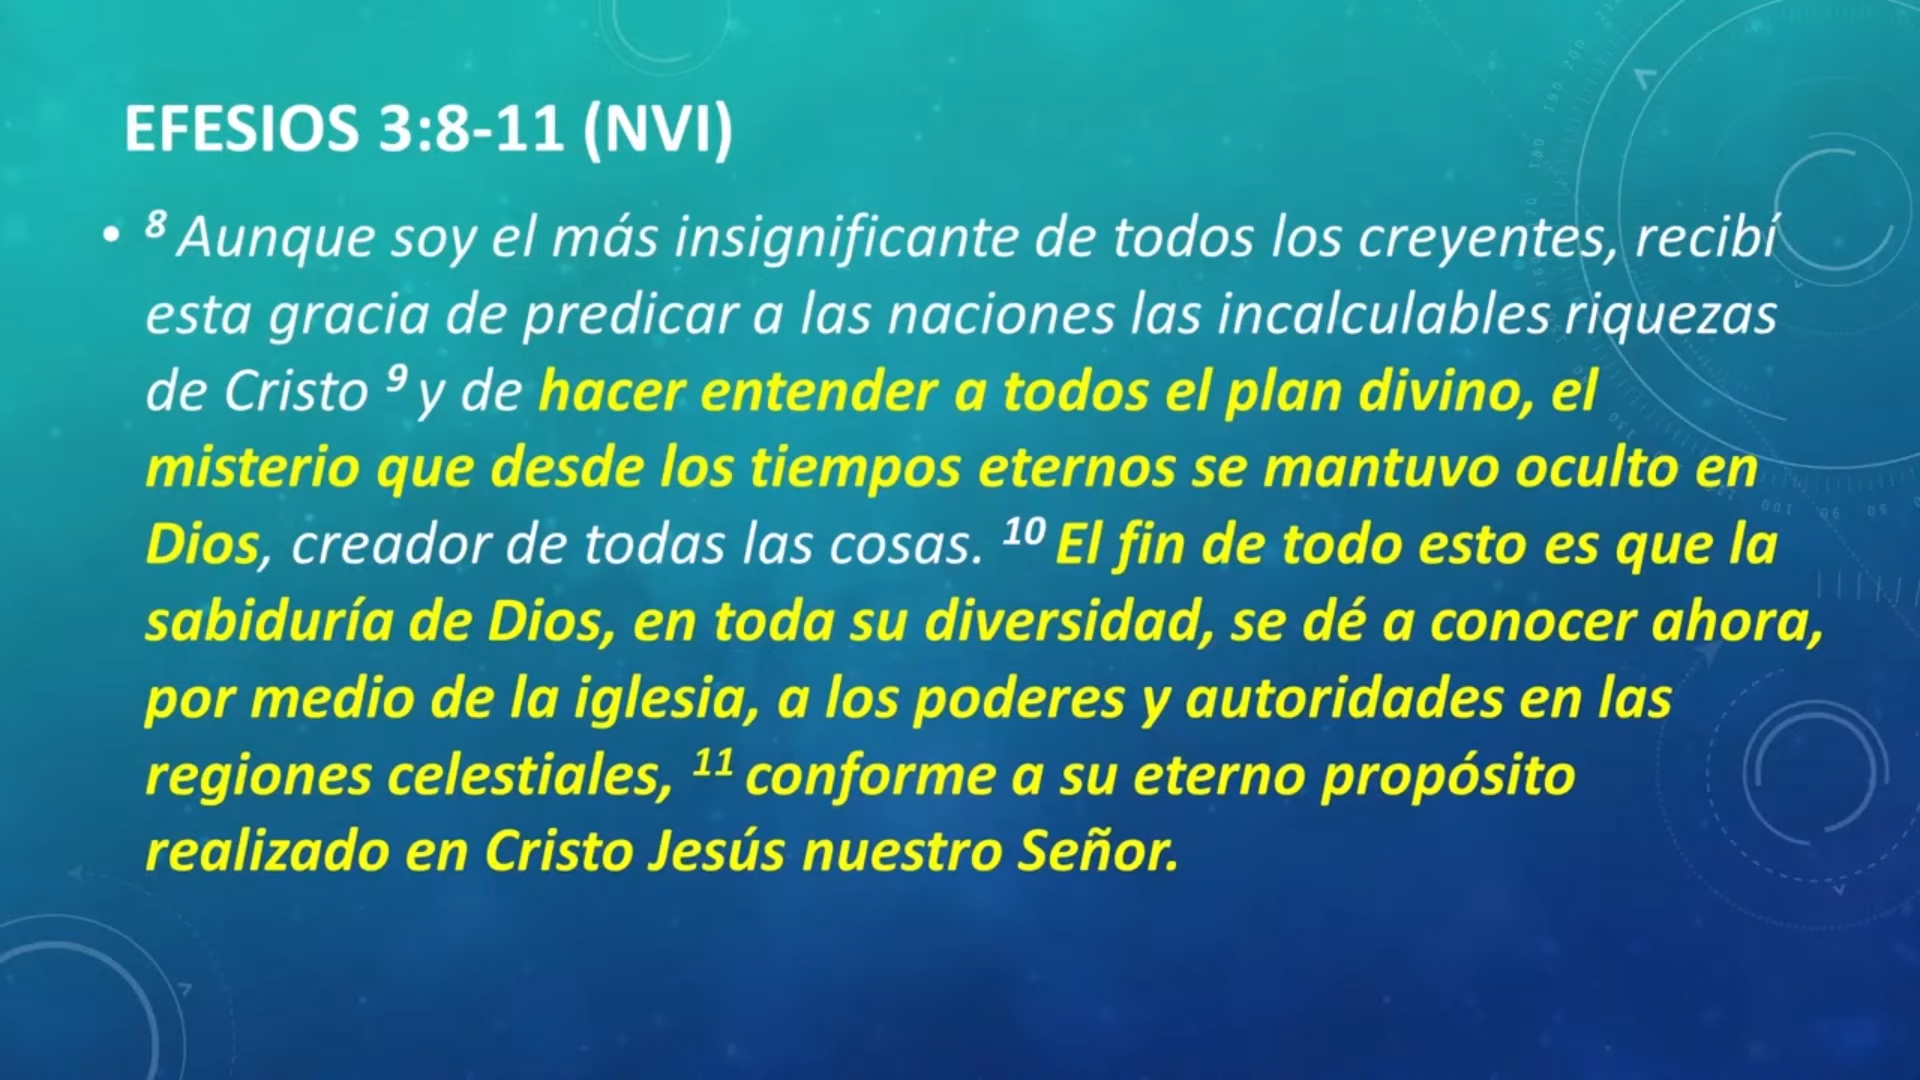 EFESIOS 3:8-11 (NVI)
• 8 Aunque soy el más insignificante de todos los creyentes, recibí
esta gracia de predicar a las naciones las incalculables riquezas
de Cristo 9 y de hacer entender a todos el plan divino, el
misterio que desde los tiempos eternos se mantuvo oculto en
Dios, creador de todas las cosas. 10 El fin de todo esto es que la
sabiduría de Dios, en toda su diversidad, se dé a conocer ahora,
por medio de la iglesia, a los poderes y autoridades en las
regiones celestiales, 11 conforme a su eterno propósito
realizado en Cristo Jesús nuestro Señor.